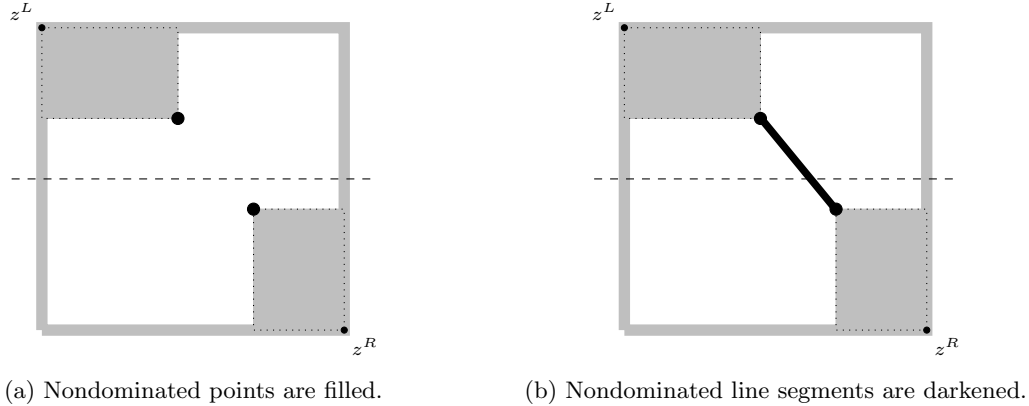 z^L
z^L
z^R
z^R
(a) Nondominated points are filled.
(b) Nondominated line segments are darkened.